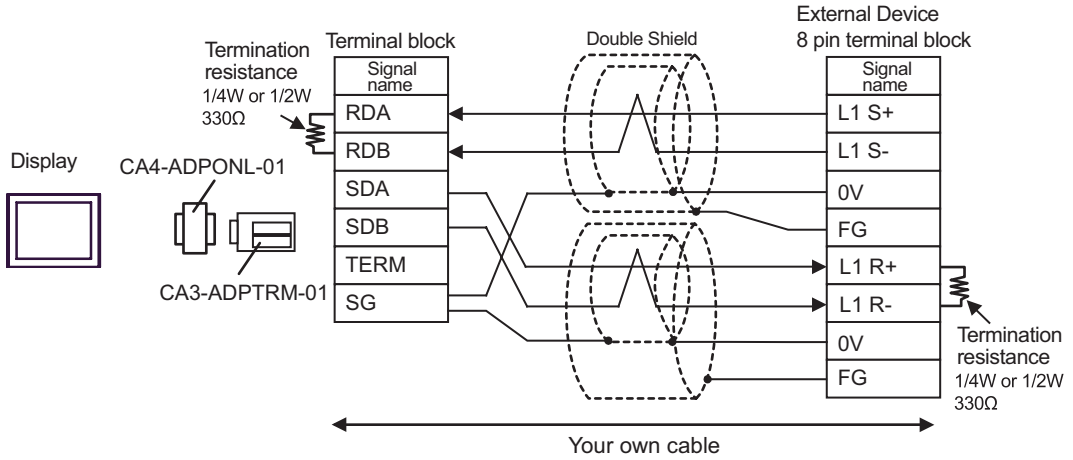 External Device
8 pin terminal block
Double Shield
Terminal block
Termination
resistance
1/4W or 1/2W
330Ω
Signal
name
RDA
RDB
SDA
SDB
TERM
SG
Display
CA4-ADPONL-01
CA3-ADPTRM-01
Signal
name
L1 S+
L1 S-
0V
FG
L1 R+
L1 R-
0V
FG
Termination
resistance
1/4W or 1/2W
330Ω
Your own cable